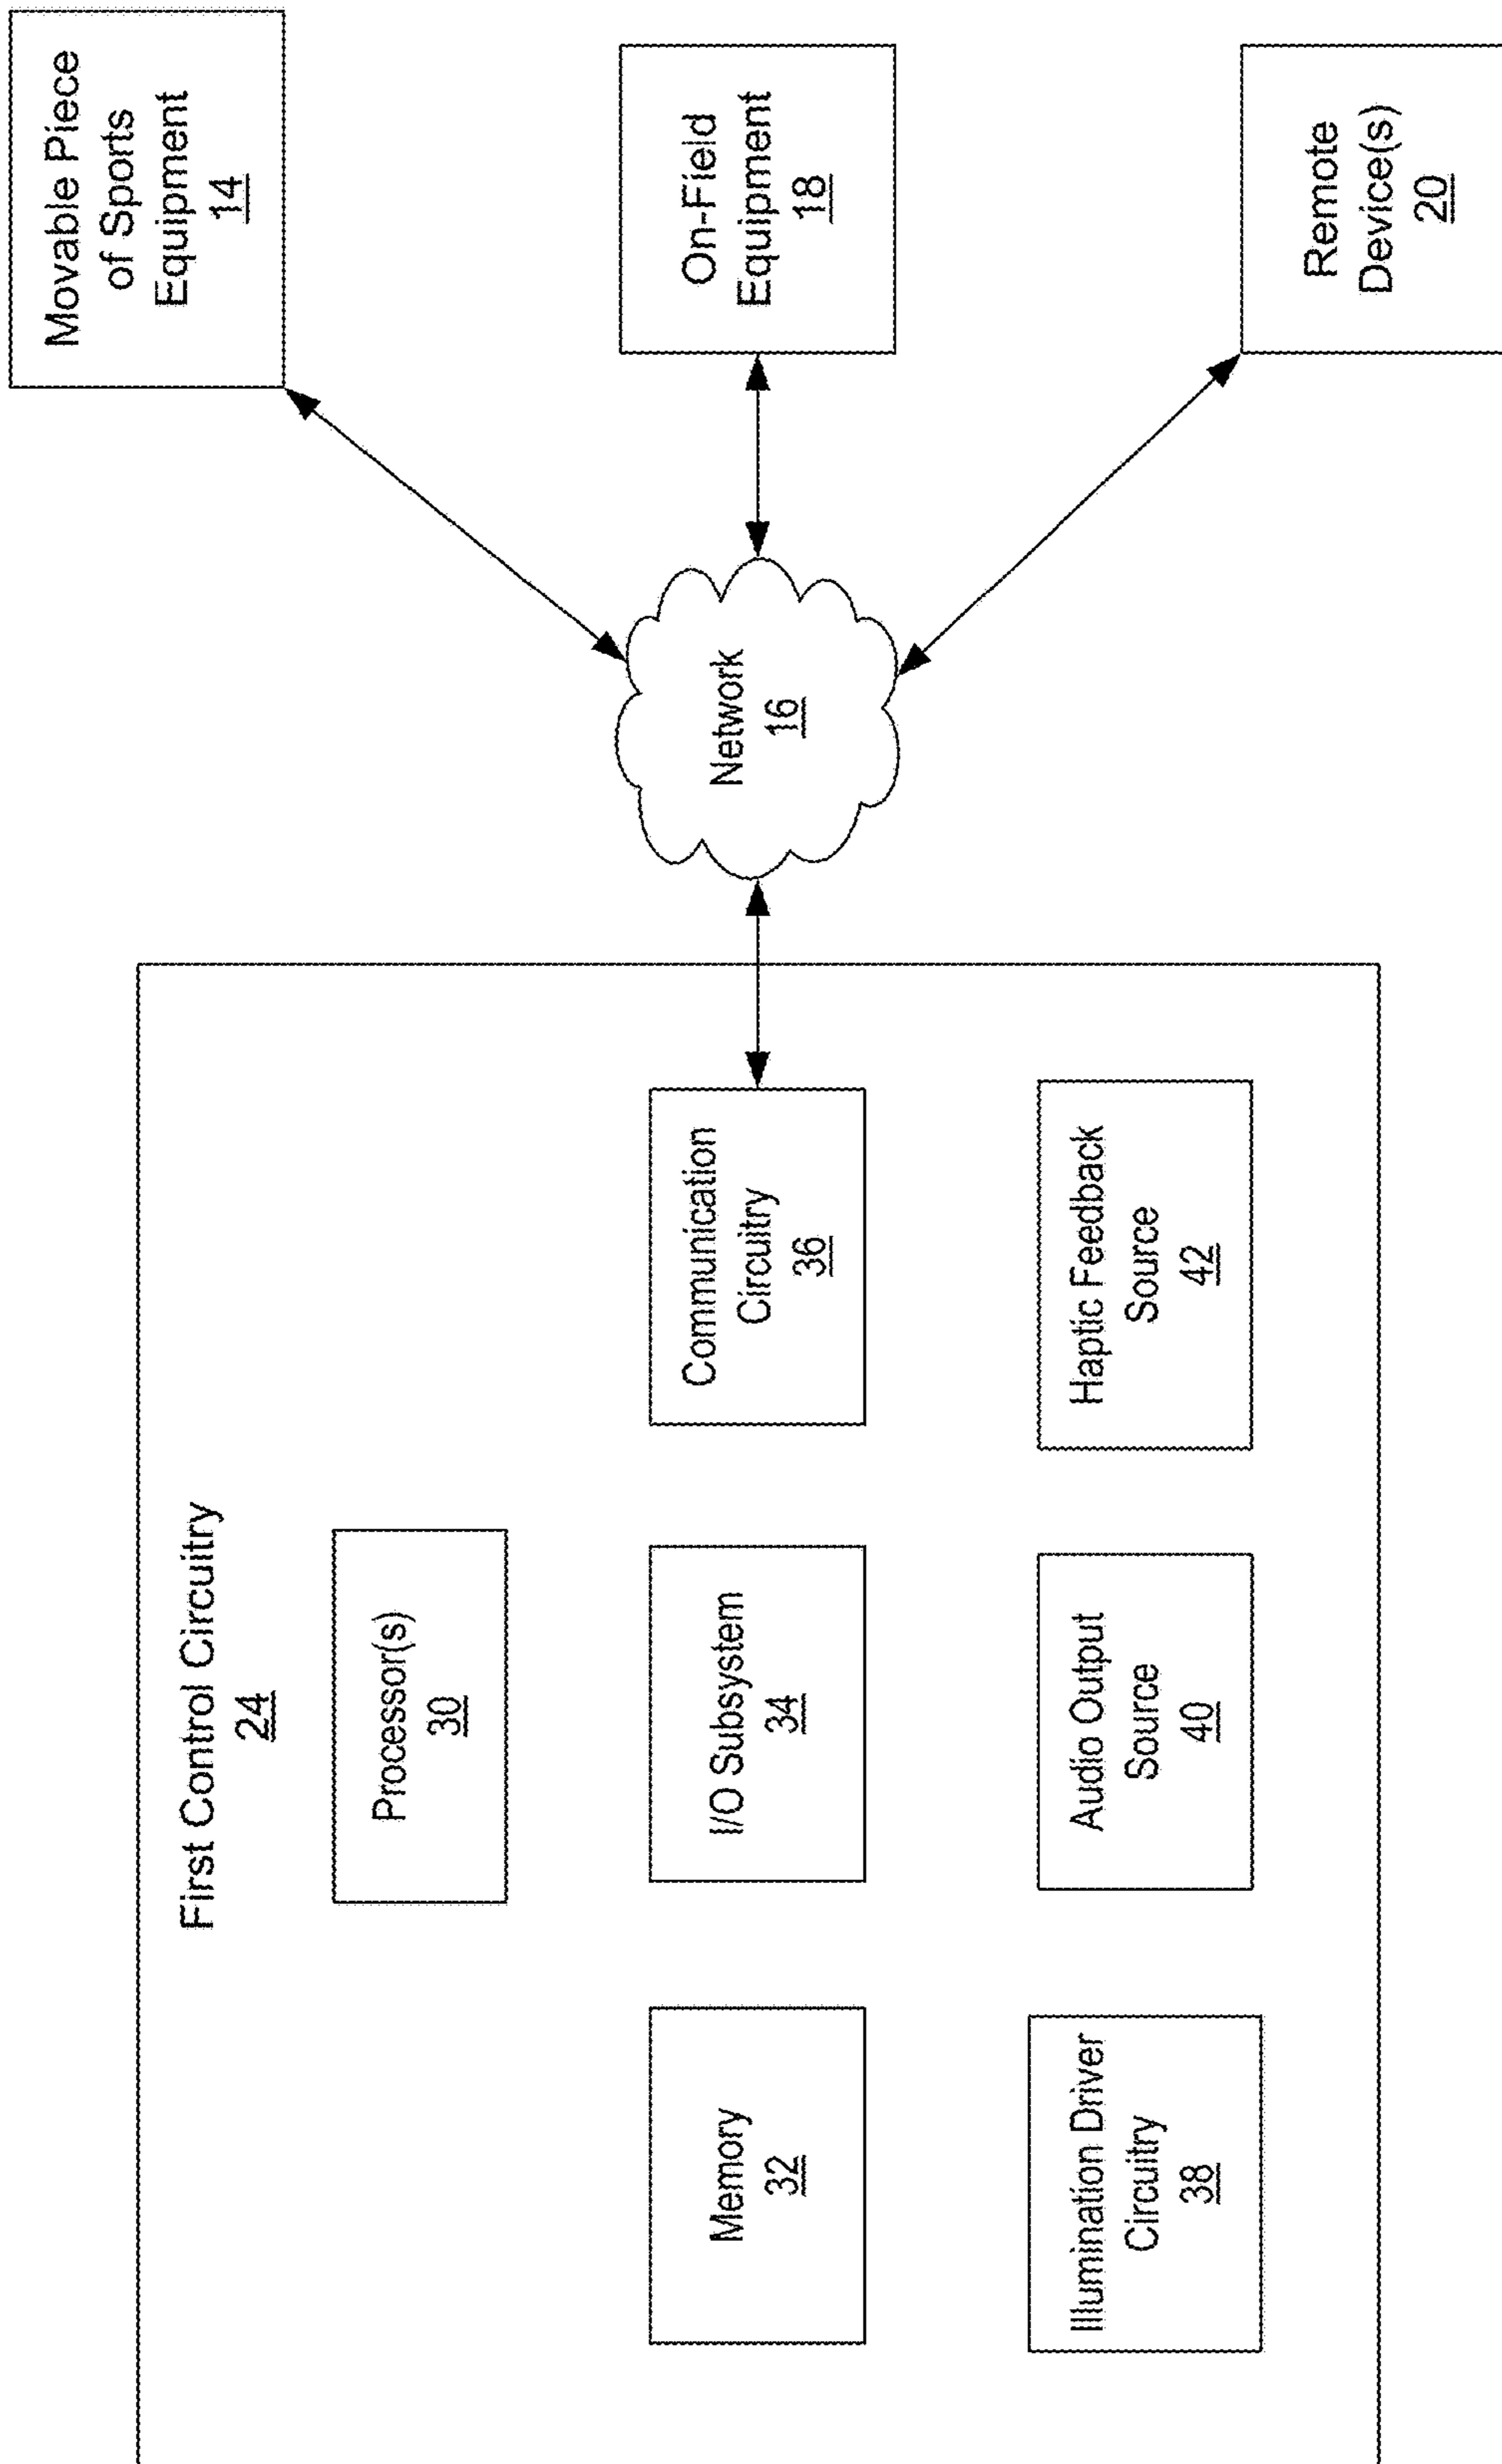 First Control Circuitry
24
Processor(s)
30
Memory
32
I/O Subsystem
34
Communication
Circuitry
36
Illumination Driver
Circuitry
38
Audio Output
Source
40
Haptic Feedback
Source
42
Network
16
Movable Piece
of Sports
Equipment
14
On-Field
Equipment
18
Remote
Device(s)
20